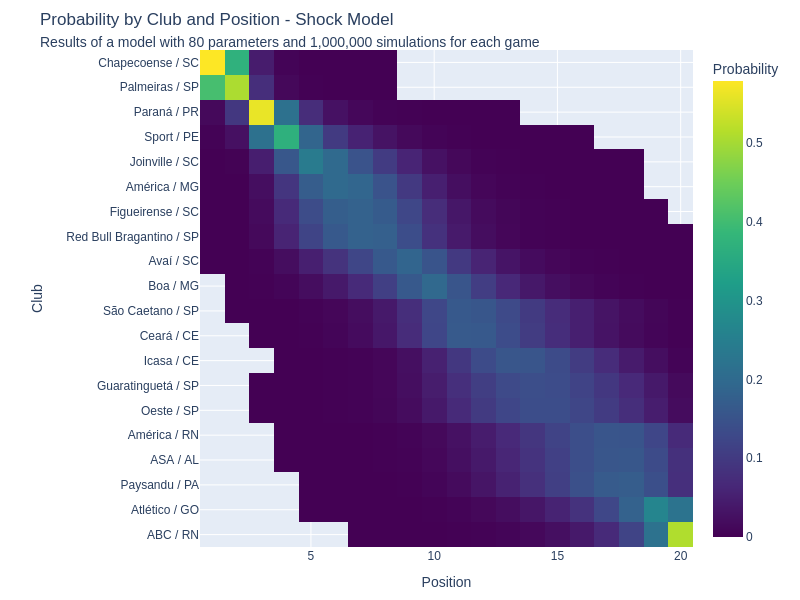 Probability by Club and Position - Shock Model
Results of a model with 80 parameters and 1,000,000 simulations for each game
Probability
Chapecoense / SC
Palmeiras / SP
Paraná / PR
Sport / PE
Joinville / SC
América / MG
Figueirense / SC
Red Bull Bragantino / SP
Avaí / SC
Boa / MG
São Caetano / SP
Ceará / CE
Icasa / CE
Guaratinguetá / SP
Oeste / SP
América / RN
ASA / AL
Paysandu / PA
Atlético / GO
ABC / RN
Club
5
10
15
20
Position
0.5
0.4
0.3
0.2
0.1
0